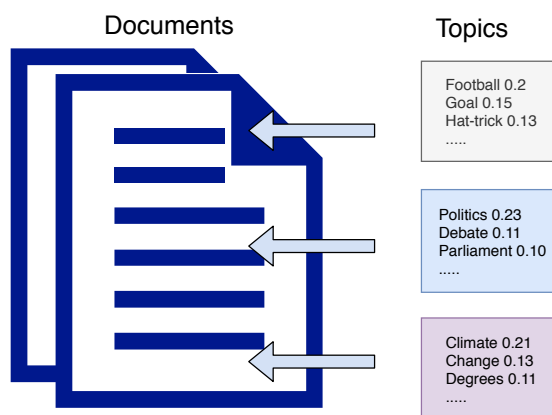 Documents
Topics
Football 0.2
Goal 0.15
Hat-trick 0.13
.....
Politics 0.23
Debate 0.11
Parliament 0.10
.....
Climate 0.21
Change 0.13
Degrees 0.11
.....